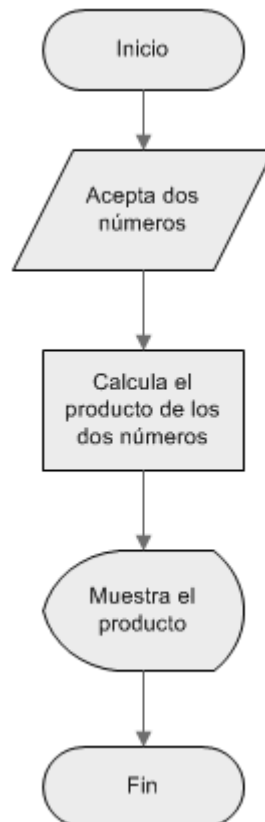 Inicio
Acepta dos
números
Calcula el
producto de los
dos números
Muestra el
producto
Fin